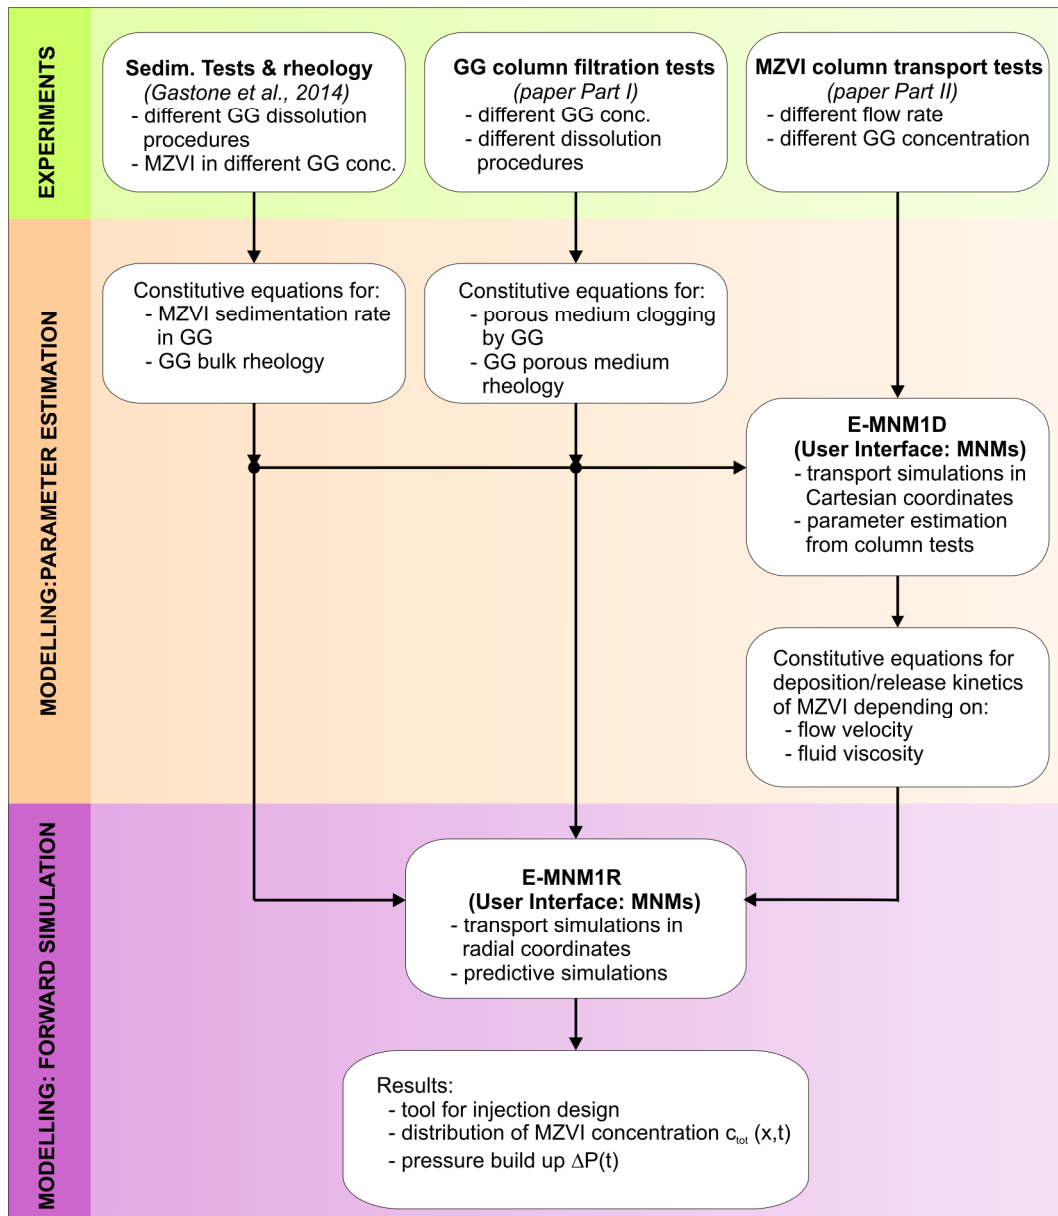 EXPERIMENTS
Sedim. Tests & rheology
(Gastone et al., 2014)
- different GG dissolution
procedures
- MZVI in different GG conc.
GG column filtration tests
(paper Part I)
- different GG conc.
- different dissolution
procedures
MZVI column transport tests
(paper Part II)
- different flow rate
- different GG concentration
MODELLING:PARAMETER ESTIMATION
Constitutive equations for:
- MZVI sedimentation rate
in GG
- GG bulk rheology
Constitutive equations for:
- porous medium clogging
by GG
- GG porous medium
rheology
E-MNM1D
(User Interface: MNMs)
- transport simulations in
Cartesian coordinates
- parameter estimation
from column tests
Constitutive equations for
deposition/release kinetics
of MZVI depending on:
- flow velocity
- fluid viscosity
MODELLING: FORWARD SIMULATION
E-MNM1R
(User Interface: MNMs)
- transport simulations in
radial coordinates
- predictive simulations
Results:
- tool for injection design
- distribution of MZVI concentration c_tot (x,t)
- pressure build up ΔP(t)